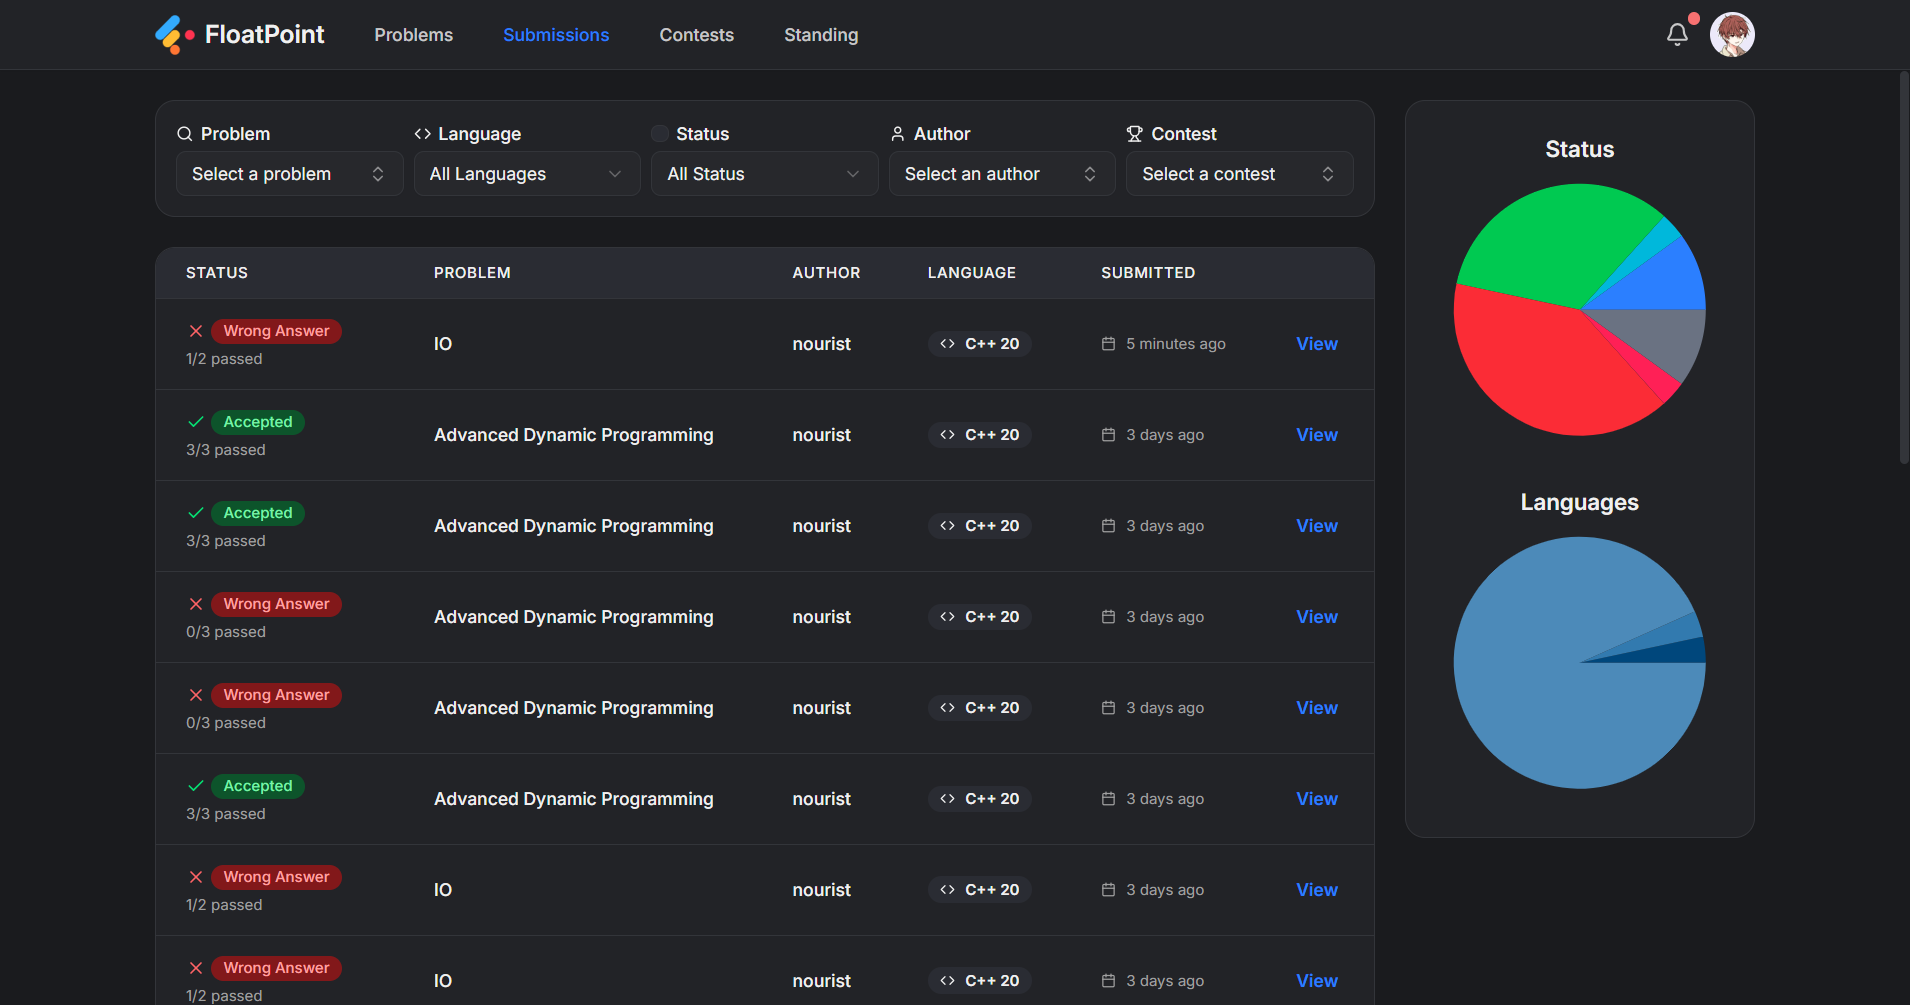 FloatPoint Problems Submissions Contests Standing
Problem Language Status Author Contest
Select a problem All Languages All Status Select an author Select a contest
STATUS PROBLEM AUTHOR LANGUAGE SUBMITTED
Wrong Answer
1/2 passed
IO nourist C++ 20 5 minutes ago View
Accepted
3/3 passed
Advanced Dynamic Programming nourist C++ 20 3 days ago View
Accepted
3/3 passed
Advanced Dynamic Programming nourist C++ 20 3 days ago View
Wrong Answer
0/3 passed
Advanced Dynamic Programming nourist C++ 20 3 days ago View
Wrong Answer
0/3 passed
Advanced Dynamic Programming nourist C++ 20 3 days ago View
Accepted
3/3 passed
Advanced Dynamic Programming nourist C++ 20 3 days ago View
Wrong Answer
1/2 passed
IO nourist C++ 20 3 days ago View
Wrong Answer
1/2 passed
IO nourist C++ 20 3 days ago View
Status
Languages